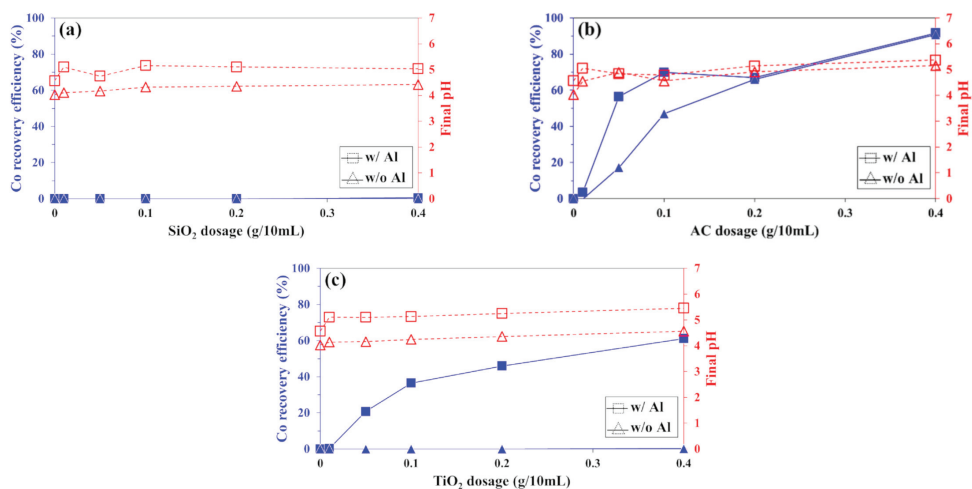 (a)
Co recovery efficiency (%)
100
80
60
40
20
0
7
6
5
4
3
2
1
0
Final pH
w/ Al
w/o Al
0 0.1 0.2 0.3 0.4
SiO₂ dosage (g/10mL)
(b)
Co recovery efficiency (%)
100
80
60
40
20
0
7
6
5
4
3
2
1
0
Final pH
w/ Al
w/o Al
0 0.1 0.2 0.3 0.4
AC dosage (g/10mL)
(c)
Co recovery efficiency (%)
100
80
60
40
20
0
7
6
5
4
3
2
1
0
Final pH
w/ Al
w/o Al
0 0.1 0.2 0.3 0.4
TiO₂ dosage (g/10mL)